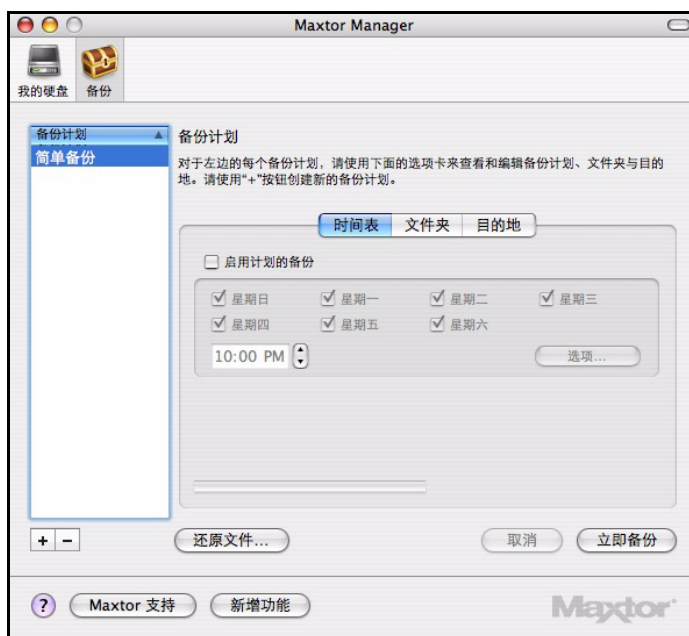 Maxtor Manager
我的硬盘
备份
备份计划
简单备份
备份计划
对于左边的每个备份计划，请使用下面的选项卡来查看和编辑备份计划、文件夹与目的
地。请使用“+”按钮创建新的备份计划。
时间表 文件夹 目的地
启用计划的备份
星期日 星期一 星期二 星期三
星期四 星期五 星期六
10:00 PM 选项...
+ −
还原文件... 取消 立即备份
? Maxtor 支持 新增功能 Maxtor